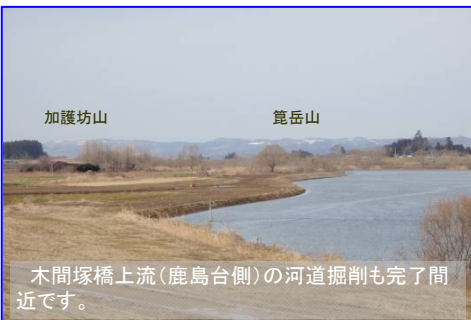 加護坊山
箟岳山
木間塚橋上流(鹿島台側)の河道掘削も完了間
近です。